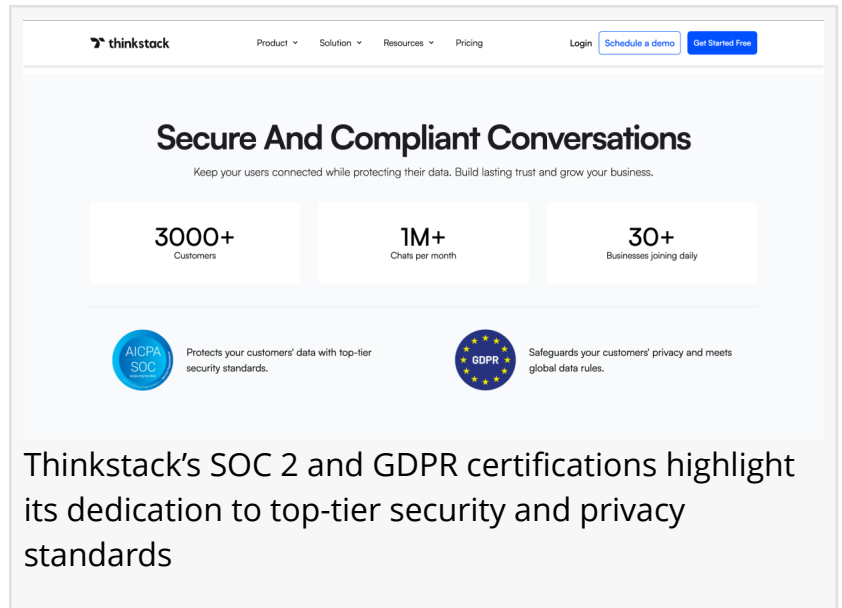 thinkstack
Product Solution Resources Pricing Login Schedule a demo Get Started Free
Secure And Compliant Conversations
Keep your users connected while protecting their data. Build lasting trust and grow your business.
3000+ 1M+ 30+
Customers Chats per month Businesses joining daily
AICPA
SOC
Protects your customers' data with top-tier
security standards.
GDPR
Safeguards your customers' privacy and meets
global data rules.
Thinkstack’s SOC 2 and GDPR certifications highlight
its dedication to top-tier security and privacy
standards